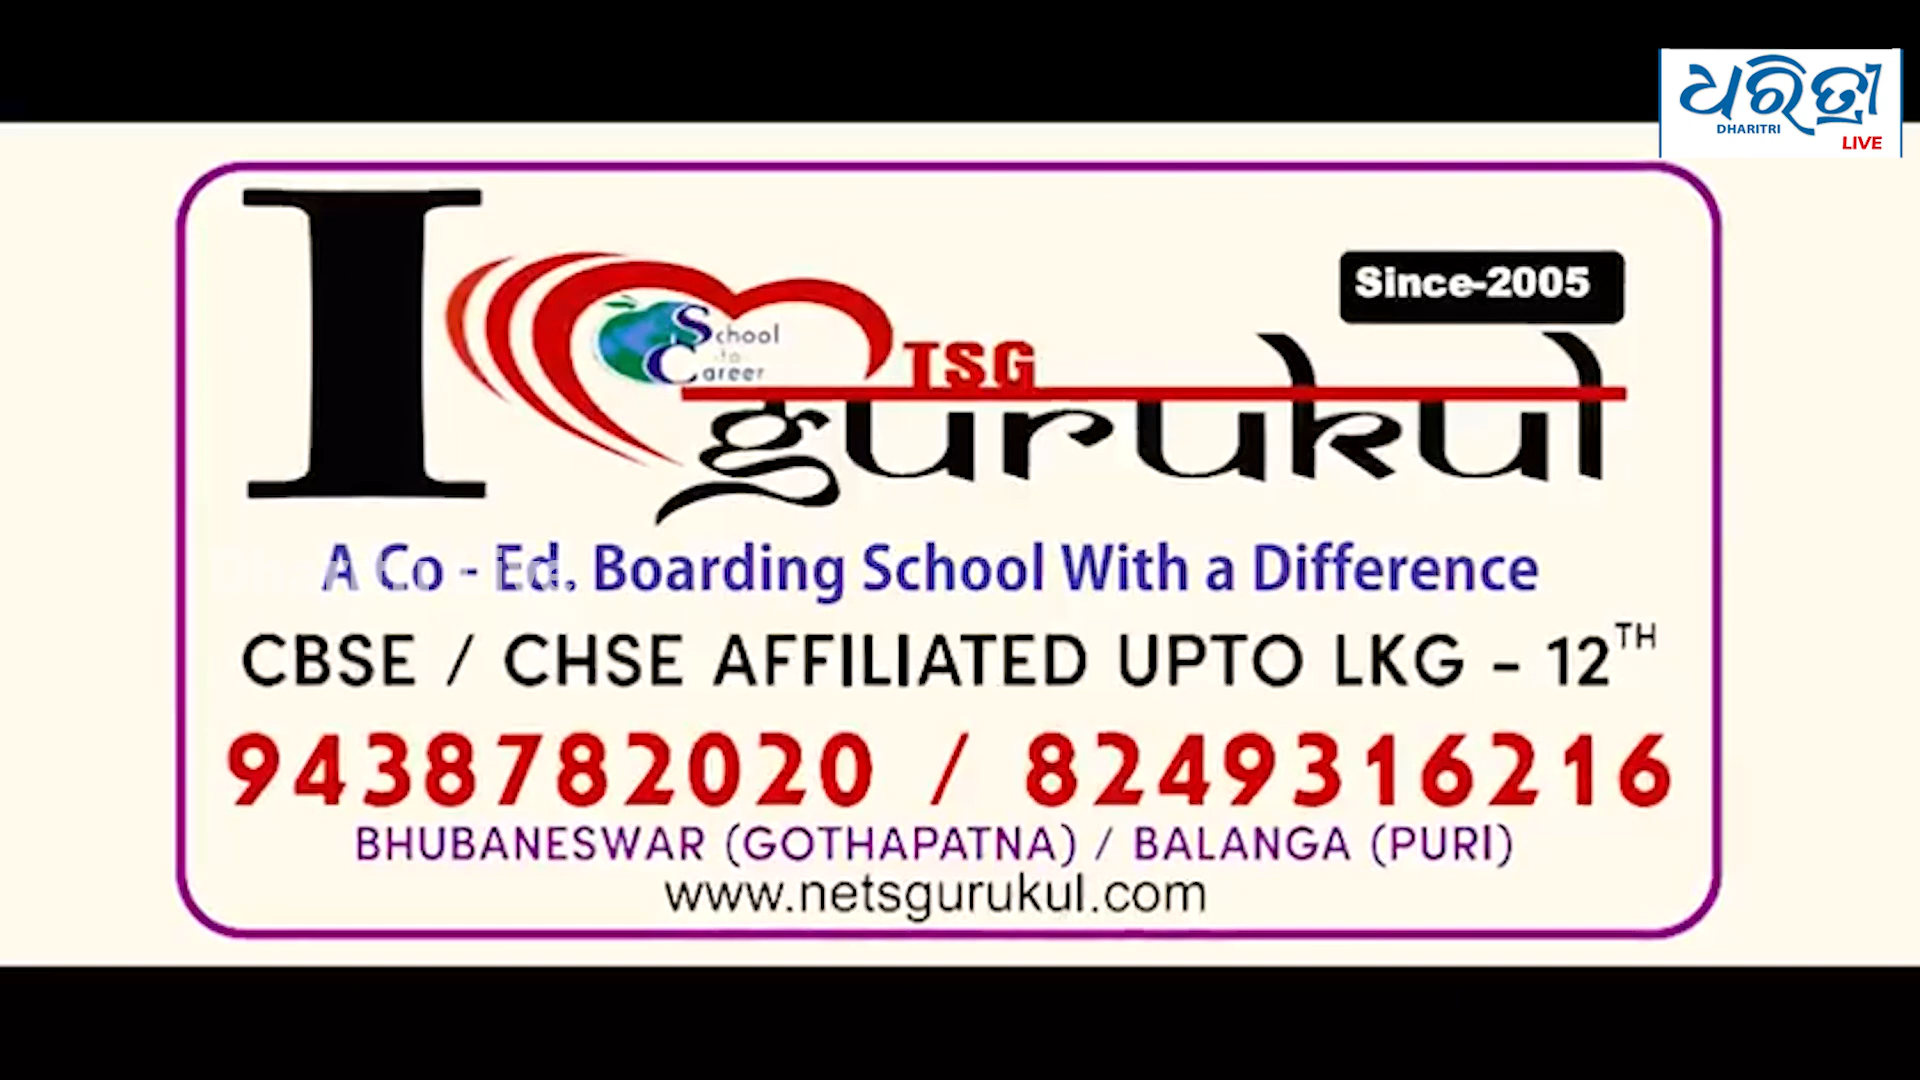 ଧରିତ୍ରୀ
DHARITRI
LIVE
I
Since-2005
School
-to-
Career
TSG
gurukul
A Co - Ed. Boarding School With a Difference
CBSE / CHSE AFFILIATED UPTO LKG - 12TH
9438782020 / 8249316216
BHUBANESWAR (GOTHAPATNA) / BALANGA (PURI)
www.netsgurukul.com